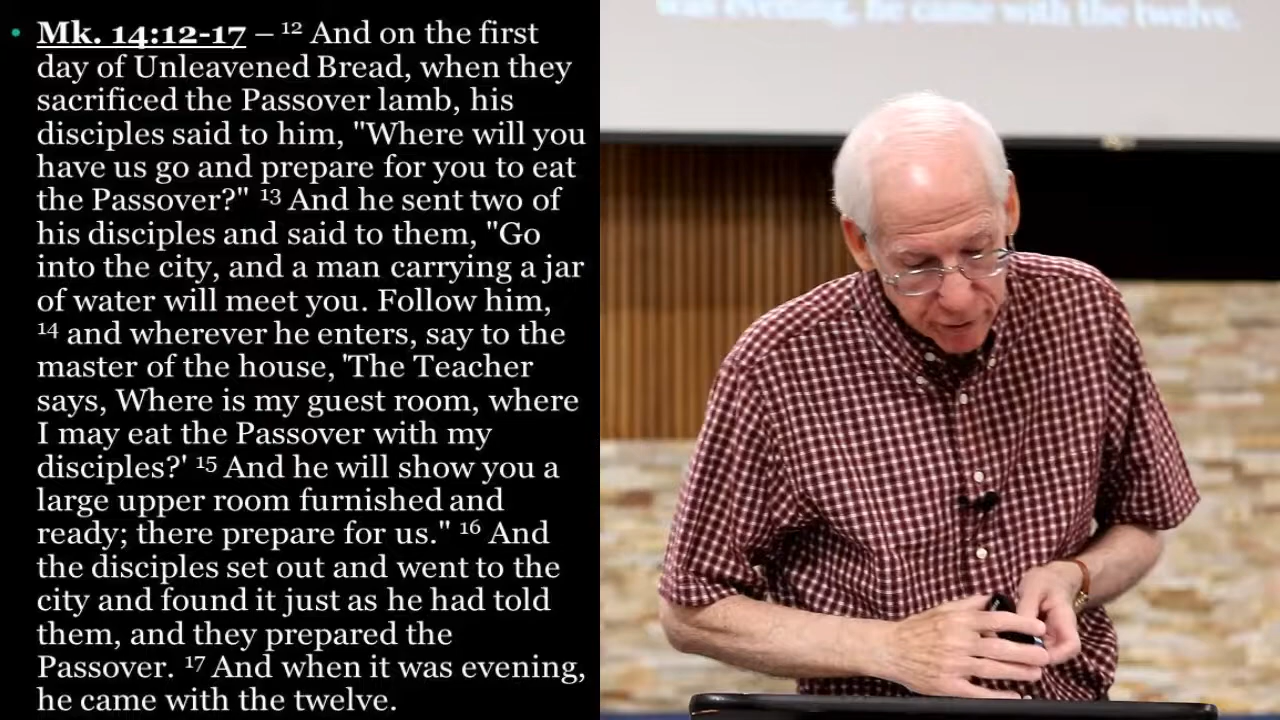 • Mk. 14:12-17 – 12 And on the first
day of Unleavened Bread, when they
sacrificed the Passover lamb, his
disciples said to him, "Where will you
have us go and prepare for you to eat
the Passover?" 13 And he sent two of
his disciples and said to them, "Go
into the city, and a man carrying a jar
of water will meet you. Follow him,
14 and wherever he enters, say to the
master of the house, 'The Teacher
says, Where is my guest room, where
I may eat the Passover with my
disciples?' 15 And he will show you a
large upper room furnished and
ready; there prepare for us." 16 And
the disciples set out and went to the
city and found it just as he had told
them, and they prepared the
Passover. 17 And when it was evening,
he came with the twelve.
was evening, he came with the twelve.